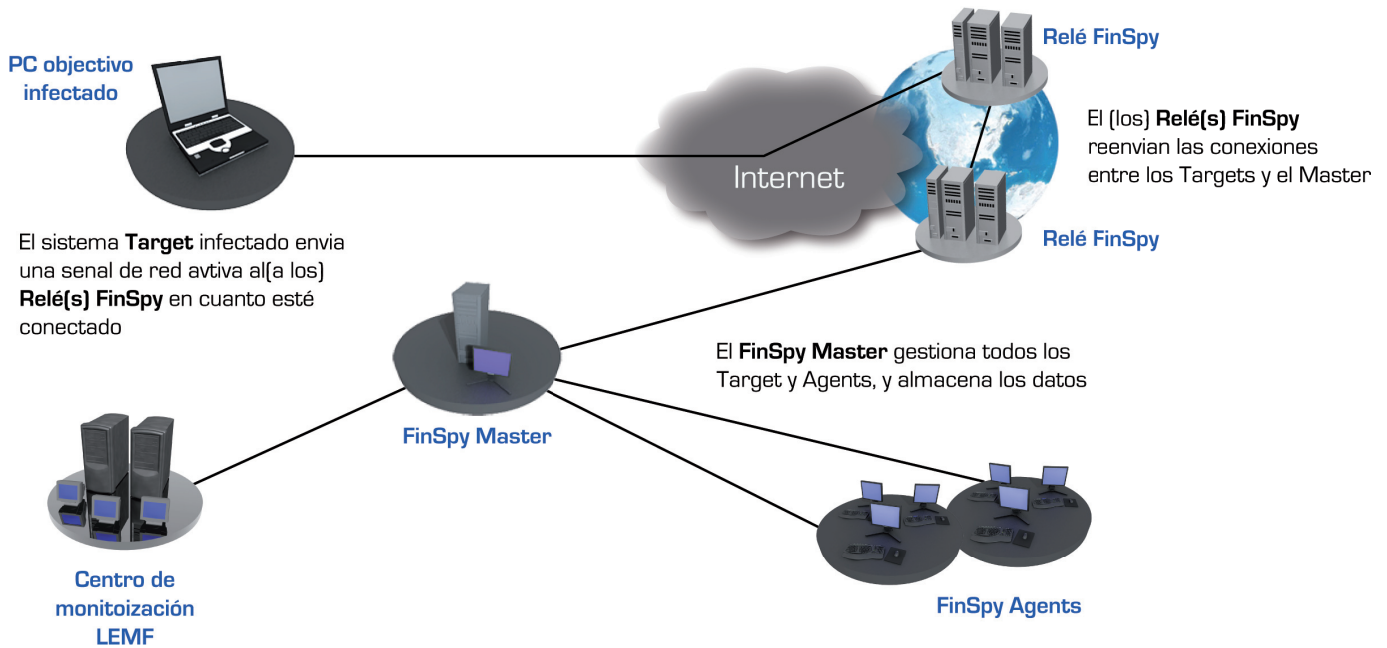 PC objectivo
infectado
El sistema Target infectado envia
una senal de red avtiva al(a los)
Relé(s) FinSpy en cuanto esté
conectado
Internet
Relé FinSpy
El (los) Relé(s) FinSpy
reenvian las conexiones
entre los Targets y el Master
Relé FinSpy
FinSpy Master
El FinSpy Master gestiona todos los
Target y Agents, y almacena los datos
Centro de
monitoización
LEMF
FinSpy Agents